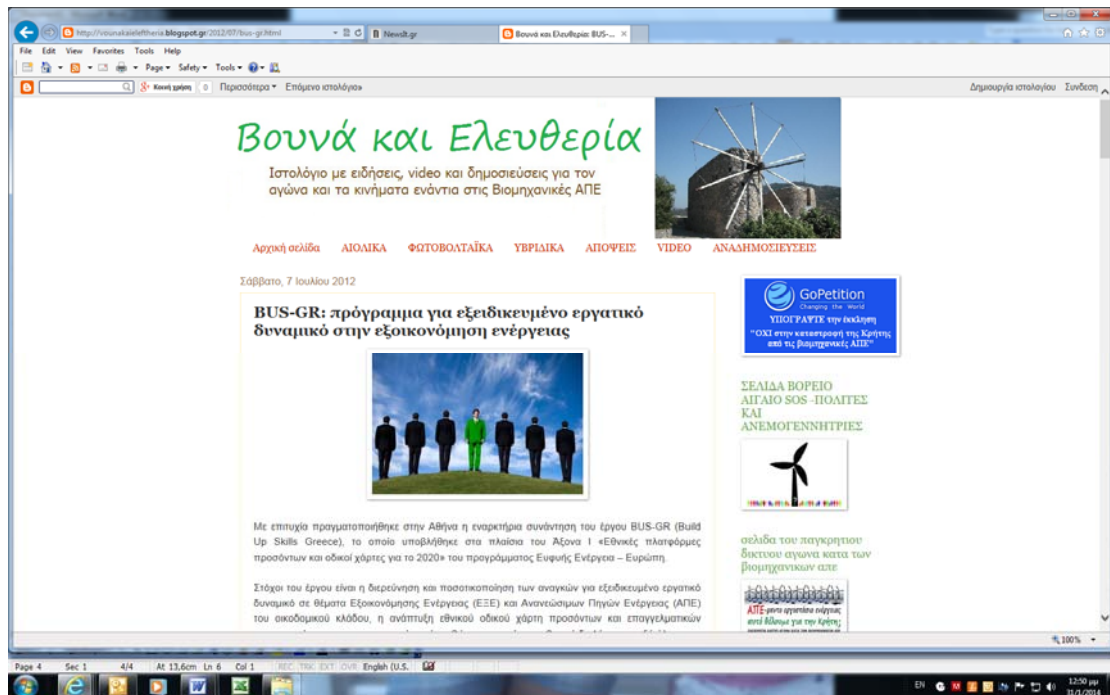 http://vounakaieleftheria.blogspot.gr/2012/07/bus-gr.html
NewsIt.gr
Βουνά και Ελευθερία: BUS-...
File Edit View Favorites Tools Help
Page Safety Tools
Κοινή χρήση 0 Περισσότερα Επόμενο ιστολόγιο» Δημιουργία ιστολογίου Συνδεση
Βουνά και Ελευθερία
Ιστολόγιο με ειδήσεις, video και δημοσιεύσεις για τον
αγώνα και τα κινήματα ενάντια στις Βιομηχανικές ΑΠΕ
Αρχική σελίδα ΑΙΟΛΙΚΑ ΦΩΤΟΒΟΛΤΑΪΚΑ ΥΒΡΙΔΙΚΑ ΑΠΟΨΕΙΣ VIDEO ΑΝΑΔΗΜΟΣΙΕΥΣΕΙΣ
Σάββατο, 7 Ιουλίου 2012
BUS-GR: πρόγραμμα για εξειδικευμένο εργατικό
δυναμικό στην εξοικονόμηση ενέργειας
Με επιτυχία πραγματοποιήθηκε στην Αθήνα η εναρκτήρια συνάντηση του έργου BUS-GR (Build
Up Skills Greece), το οποίο υποβλήθηκε στα πλαίσια του Άξονα Ι «Εθνικές πλατφόρμες
προσόντων και οδικοί χάρτες για το 2020» του προγράμματος Ευφυής Ενέργεια – Ευρώπη.
Στόχοι του έργου είναι η διερεύνηση και ποσοτικοποίηση των αναγκών για εξειδικευμένο εργατικό
δυναμικό σε θέματα Εξοικονόμησης Ενέργειας (ΕΞΕ) και Ανανεώσιμων Πηγών Ενέργειας (ΑΠΕ)
του οικοδομικού κλάδου, η ανάπτυξη εθνικού οδικού χάρτη προσόντων και επαγγελματικών
GoPetition
Changing the World
ΥΠΟΓΡΑΨΤΕ την έκκληση
"ΟΧΙ στην καταστροφή της Κρήτης
από τις βιομηχανικές ΑΠΕ"
ΣΕΛΙΔΑ ΒΟΡΕΙΟ
ΑΙΓΑΙΟ SOS -ΠΟΛΙΤΕΣ
ΚΑΙ
ΑΝΕΜΟΓΕΝΝΗΤΡΙΕΣ
σελιδα του παγκρητιου
δικτυου αγωνα κατα των
βιομηχανικων απε
100%
Page 4 Sec 1 4/4 At 13,6cm Ln 6 Col 1 REC TRK EXT OVR English (U.S.
EN 12:50 μμ
31/1/2014